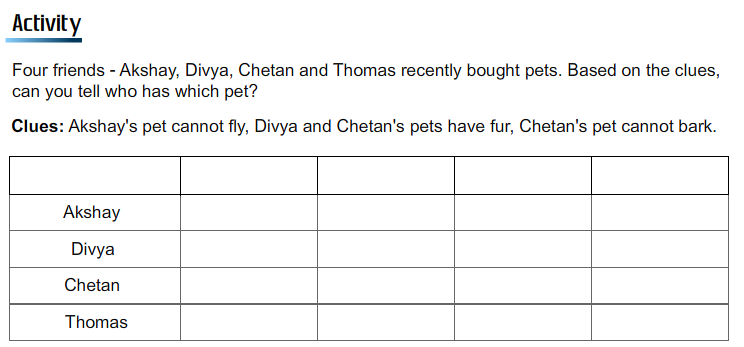 Activity
Four friends - Akshay, Divya, Chetan and Thomas recently bought pets. Based on the clues,
can you tell who has which pet?
Clues: Akshay's pet cannot fly, Divya and Chetan's pets have fur, Chetan's pet cannot bark.
Akshay
Divya
Chetan
Thomas